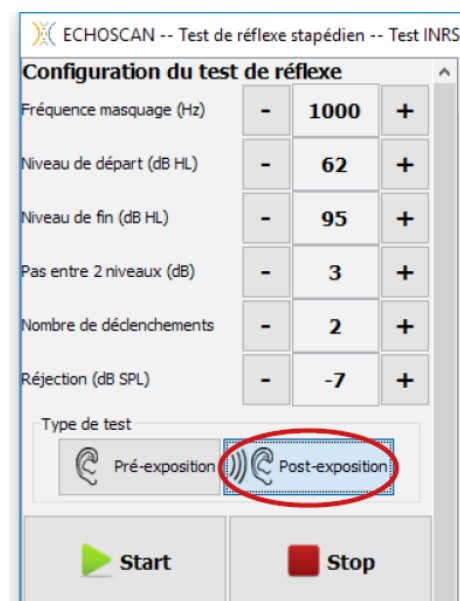 ECHOSCAN -- Test de réflexe stapédien -- Test INRS
Configuration du test de réflexe
Fréquence masquage (Hz) - 1000 +
Niveau de départ (dB HL) - 62 +
Niveau de fin (dB HL) - 95 +
Pas entre 2 niveaux (dB) - 3 +
Nombre de déclenchements - 2 +
Réjection (dB SPL) - -7 +
Type de test
Pré-exposition Post-exposition
Start Stop